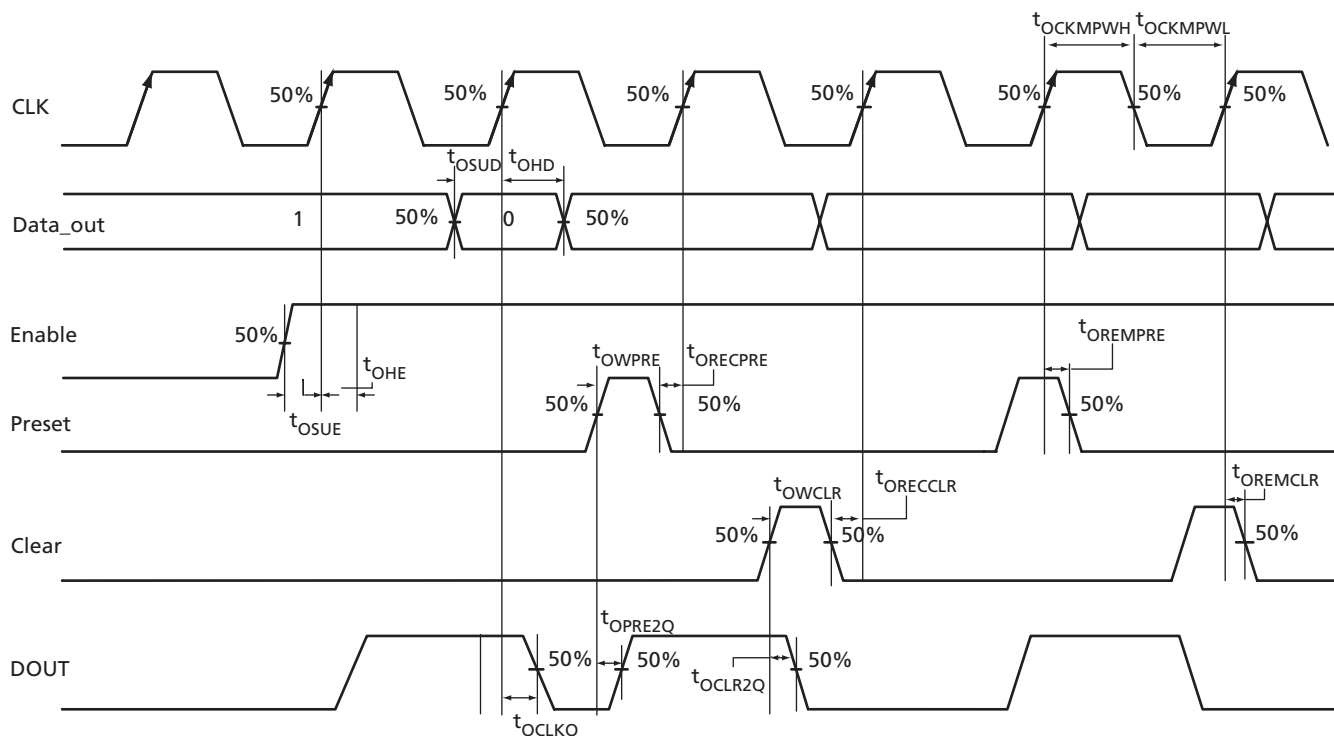 tOCKMPWH tOCKMPWL
CLK 50% 50% 50% 50% 50% 50% 50%
tOSUD tOHD
Data_out 1 50% 0 50%
Enable 50%
tOREMPRE
tOHE
tOWPRE tORECPRE
tOSUE
Preset 50% 50% 50%
tOWCLR tORECCLR tOREMCLR
Clear 50% 50% 50%
tOPRE2Q
DOUT 50% 50% 50%
tOCLR2Q
tOCLKQ